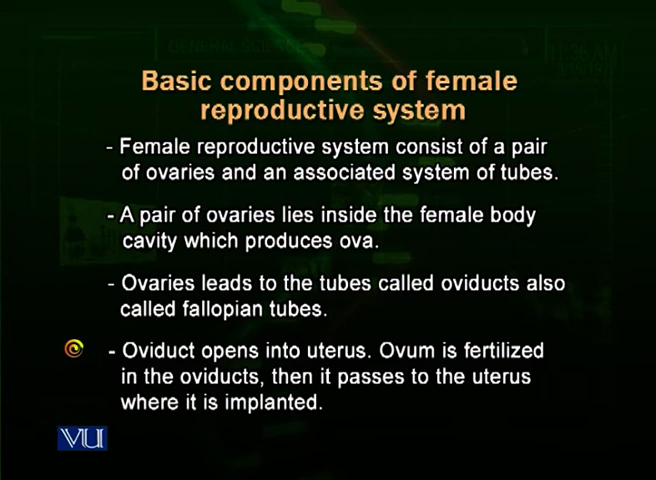 Basic components of female
reproductive system
- Female reproductive system consist of a pair
of ovaries and an associated system of tubes.
- A pair of ovaries lies inside the female body
cavity which produces ova.
- Ovaries leads to the tubes called oviducts also
called fallopian tubes.
- Oviduct opens into uterus. Ovum is fertilized
in the oviducts, then it passes to the uterus
where it is implanted.
VU